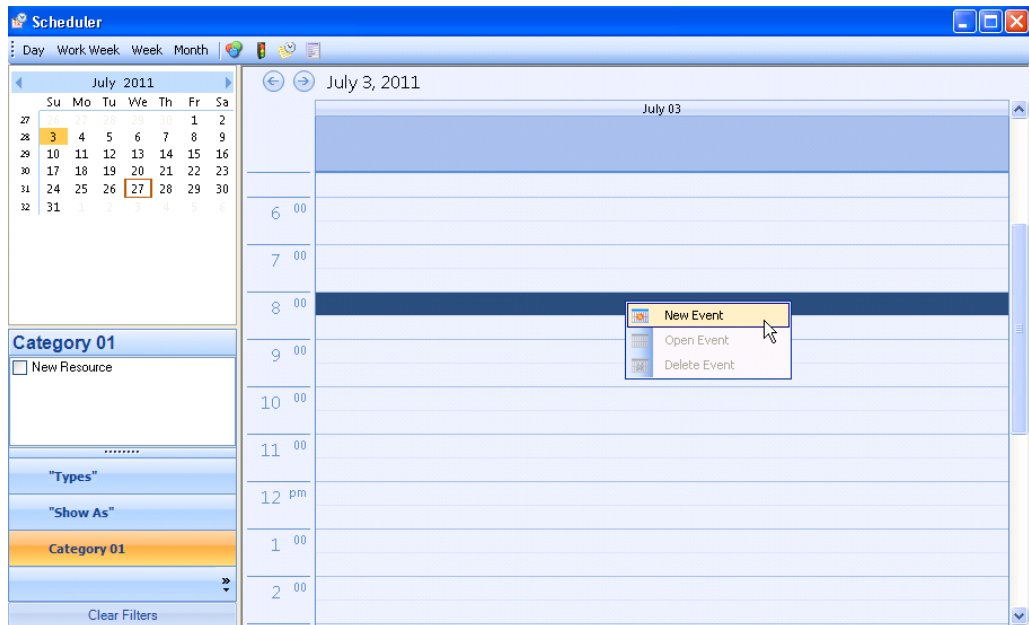 Scheduler
Day Work Week Week Month
July 2011
Su Mo Tu We Th Fr Sa
27 26 27 28 29 30 1 2
28 3 4 5 6 7 8 9
29 10 11 12 13 14 15 16
30 17 18 19 20 21 22 23
31 24 25 26 27 28 29 30
32 31 1 2 3 4 5 6
Category 01
New Resource
"Types"
"Show As"
Category 01
Clear Filters
July 3, 2011
July 03
6 00
7 00
8 00
9 00
10 00
11 00
12 pm
1 00
2 00
New Event
Open Event
Delete Event